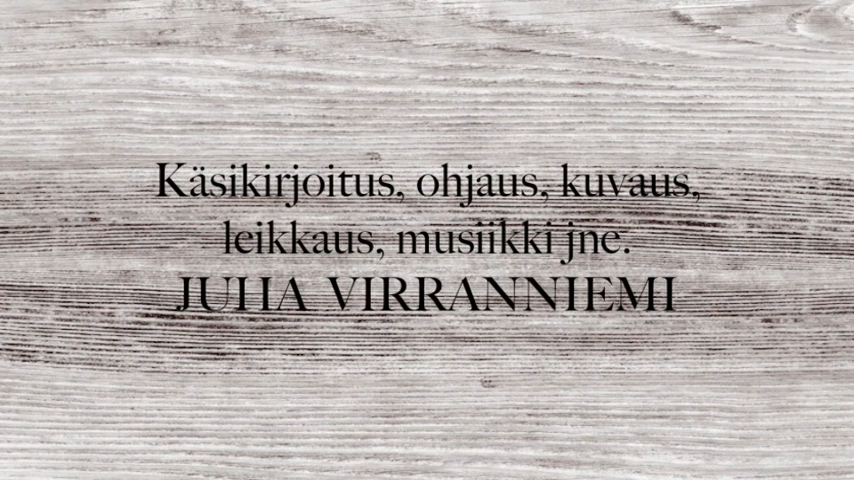 Käsikirjoitus, ohjaus, kuvaus,
leikkaus, musiikki jne.
JUHA VIRRANNIEMI